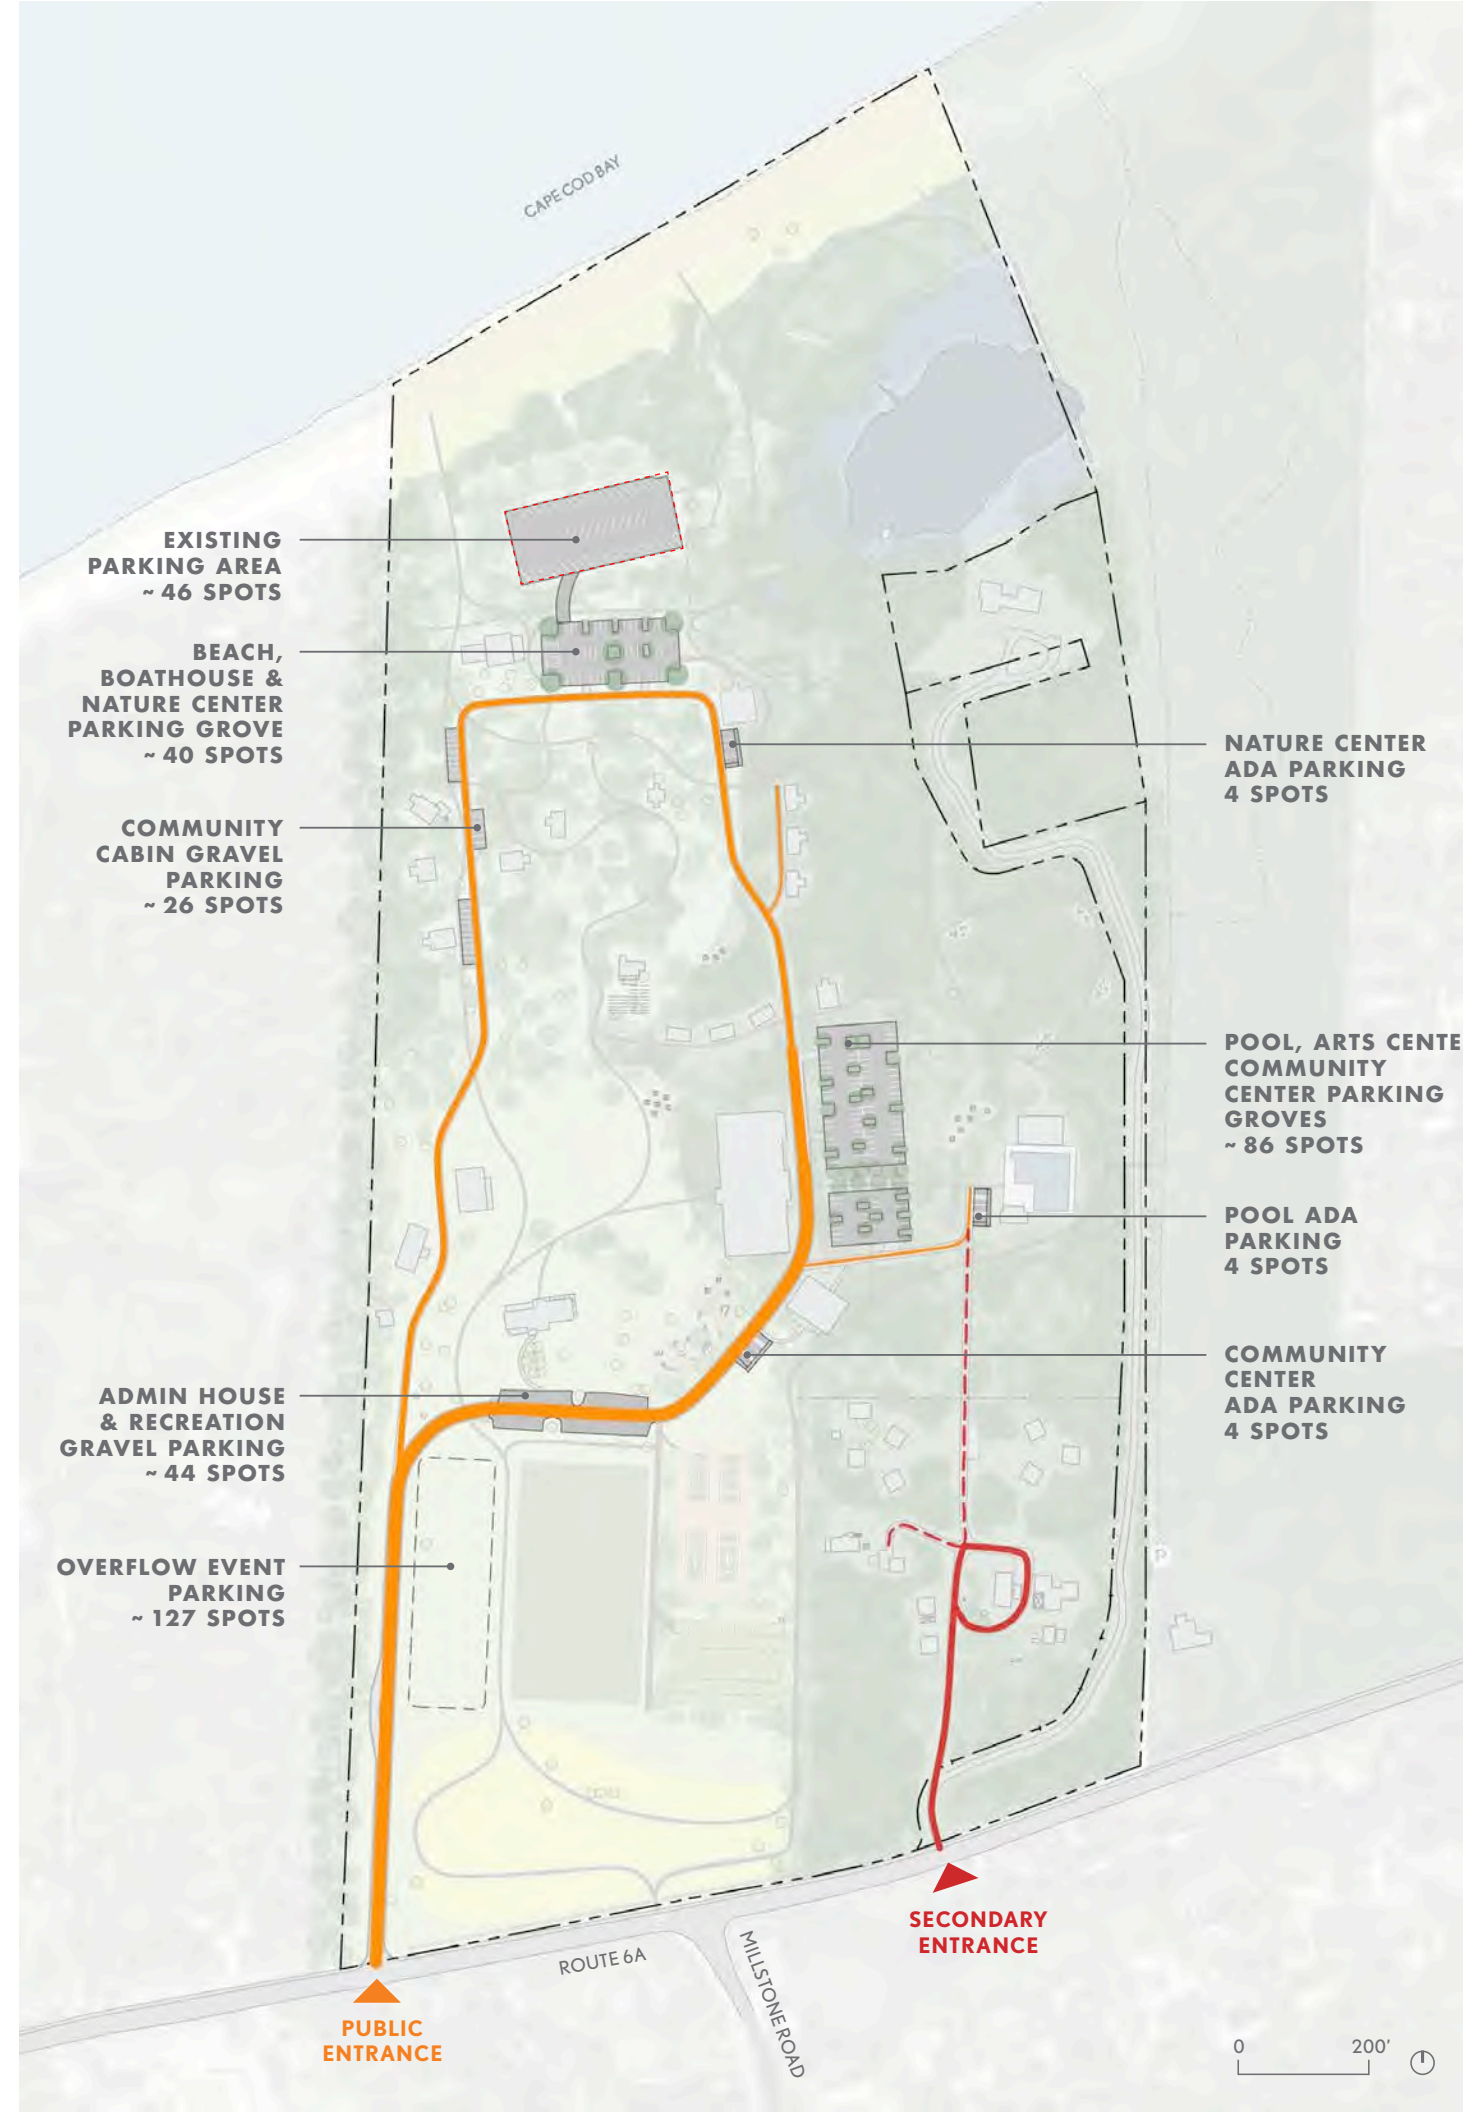 CAPE COD BAY
EXISTING
PARKING AREA
~ 46 SPOTS
BEACH,
BOATHOUSE &
NATURE CENTER
PARKING GROVE
~ 40 SPOTS
COMMUNITY
CABIN GRAVEL
PARKING
~ 26 SPOTS
ADMIN HOUSE
& RECREATION
GRAVEL PARKING
~ 44 SPOTS
OVERFLOW EVENT
PARKING
~ 127 SPOTS
NATURE CENTER
ADA PARKING
4 SPOTS
POOL, ARTS CENTE
COMMUNITY
CENTER PARKING
GROVES
~ 86 SPOTS
POOL ADA
PARKING
4 SPOTS
COMMUNITY
CENTER
ADA PARKING
4 SPOTS
P
SECONDARY
ENTRANCE
ROUTE 6A
MILLSTONE ROAD
PUBLIC
ENTRANCE
0 200'